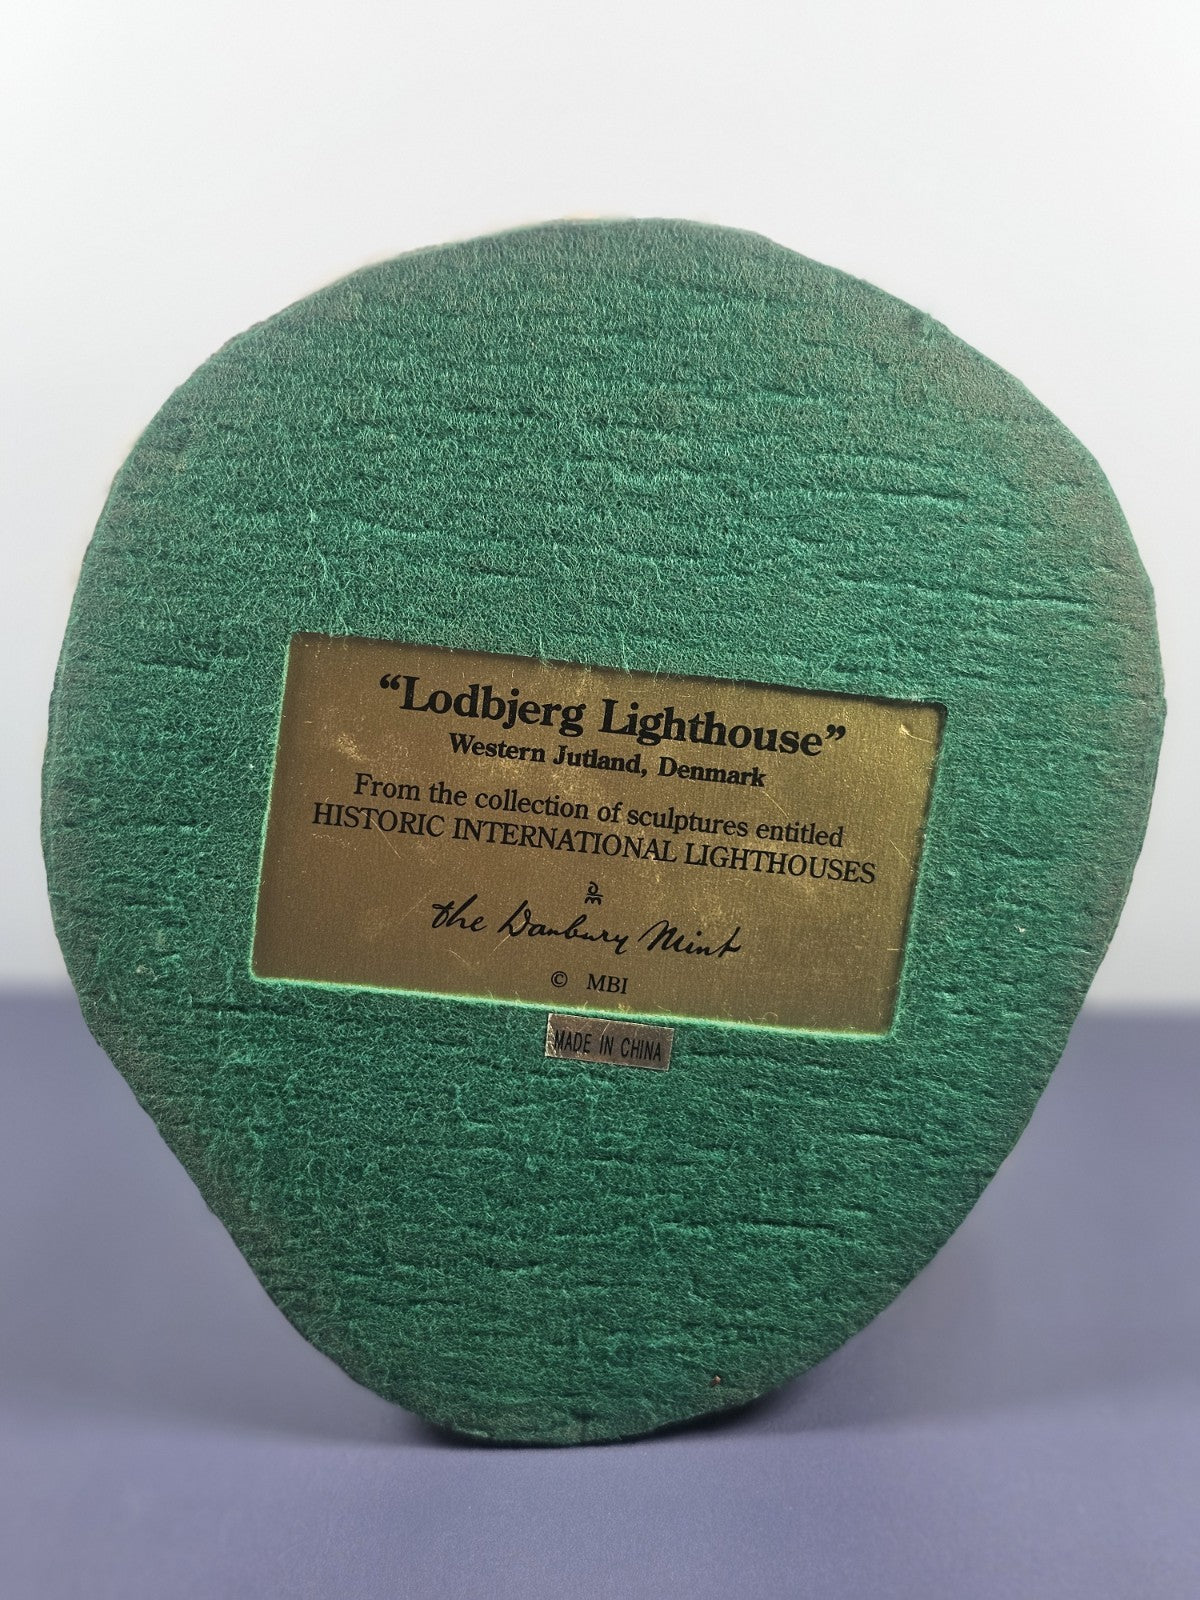 “Lodbjerg Lighthouse”
Western Jutland, Denmark
From the collection of sculptures entitled
HISTORIC INTERNATIONAL LIGHTHOUSES
the Danbury Mint
© MBI
MADE IN CHINA